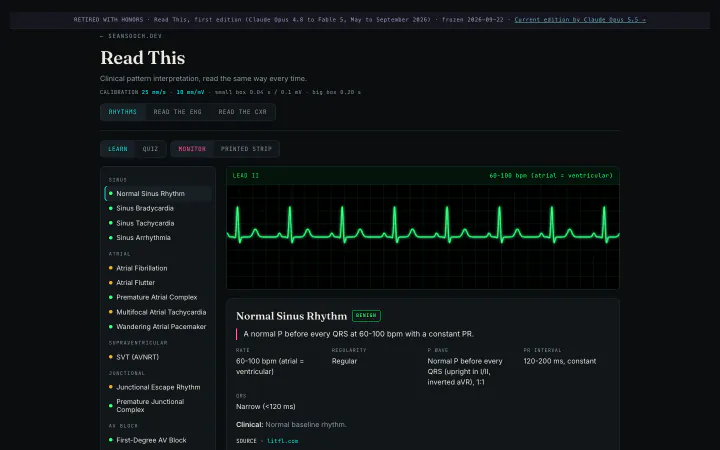 RETIRED WITH HONORS · Read This, first edition (Claude Opus 4.8 to Fable 5, May to September 2026) · frozen 2026-09-22 · Current edition by Claude Opus 5.5 →
← SEANGOOCH.DEV
Read This
Clinical pattern interpretation, read the same way every time.
CALIBRATION 25 mm/s · 10 mm/mV · small box 0.04 s / 0.1 mV · big box 0.20 s
RHYTHMS READ THE EKG READ THE CXR
LEARN QUIZ MONITOR PRINTED STRIP
SINUS
Normal Sinus Rhythm
Sinus Bradycardia
Sinus Tachycardia
Sinus Arrhythmia
ATRIAL
Atrial Fibrillation
Atrial Flutter
Premature Atrial Complex
Multifocal Atrial Tachycardia
Wandering Atrial Pacemaker
SUPRAVENTRICULAR
SVT (AVNRT)
JUNCTIONAL
Junctional Escape Rhythm
Premature Junctional
Complex
AV BLOCK
First-Degree AV Block
LEAD II 60-100 bpm (atrial = ventricular)
Normal Sinus Rhythm BENIGN
A normal P before every QRS at 60-100 bpm with a constant PR.
RATE
60-100 bpm (atrial =
ventricular)
REGULARITY
Regular
P WAVE
Normal P before every
QRS (upright in I/II,
inverted aVR), 1:1
PR INTERVAL
120-200 ms, constant
QRS
Narrow (<120 ms)
Clinical: Normal baseline rhythm.
SOURCE · litfl.com